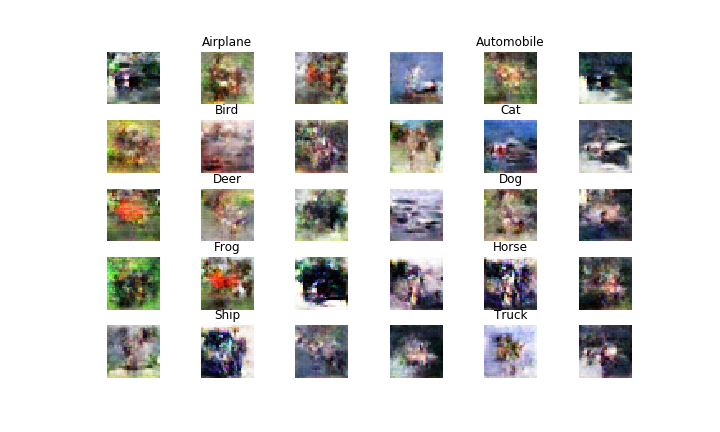 Airplane
Automobile
Bird
Cat
Deer
Dog
Frog
Horse
Ship
Truck